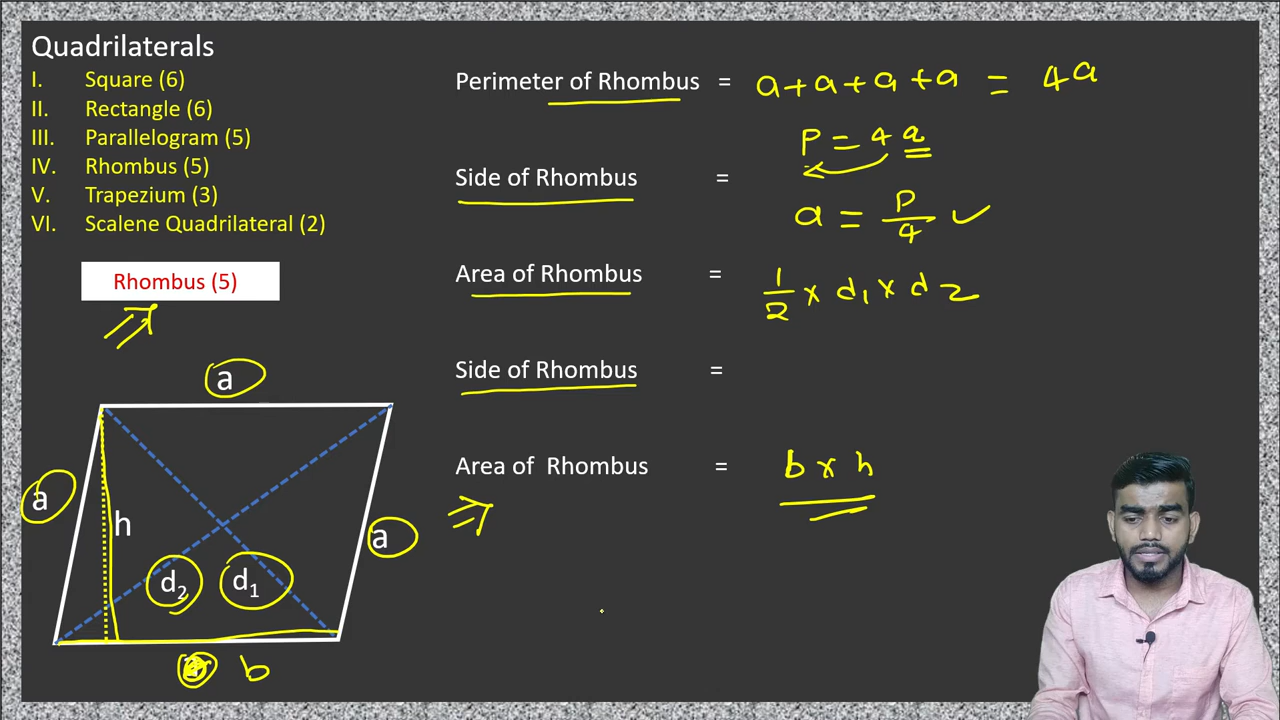 Quadrilaterals
I. Square (6)
II. Rectangle (6)
III. Parallelogram (5)
IV. Rhombus (5)
V. Trapezium (3)
VI. Scalene Quadrilateral (2)
Rhombus (5)
a
a
h
a
d2 d1
b
Perimeter of Rhombus = a+a+a+a = 4a
P = 4a
Side of Rhombus =
a = P/4 ✓
Area of Rhombus = 1/2 × d1 × d2
Side of Rhombus =
Area of Rhombus = b × h